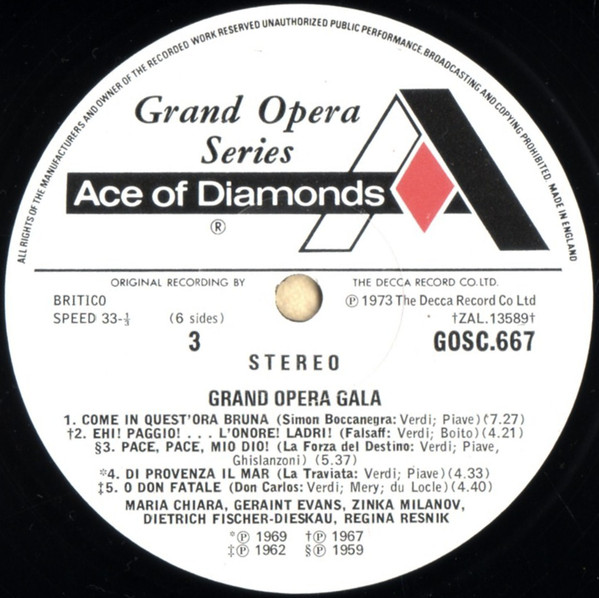 ALL RIGHTS OF THE MANUFACTURERS AND OWNER OF THE RECORDED WORK RESERVED UNAUTHORIZED PUBLIC PERFORMANCE, BROADCASTING AND COPYING PROHIBITED. MADE IN ENGLAND
Grand Opera
Series
Ace of Diamonds
®
ORIGINAL RECORDING BY THE DECCA RECORD CO.LTD.
BRITICO ℗ 1973 The Decca Record Co Ltd
SPEED 33-⅓ (6 sides) †ZAL.13589†
3 GOSC.667
STEREO
GRAND OPERA GALA
1. COME IN QUEST'ORA BRUNA (Simon Boccanegra: Verdi; Piave) (7.27)
†2. EHI! PAGGIO! . . . L'ONORE! LADRI! (Falsaff: Verdi; Boito) (4.21)
§3. PACE, PACE, MIO DIO! (La Forza del Destino: Verdi; Piave,
Ghislanzoni) (5.37)
*4. DI PROVENZA IL MAR (La Traviata: Verdi; Piave) (4.33)
‡5. O DON FATALE (Don Carlos: Verdi; Mery; du Locle) (4.40)
MARIA CHIARA, GERAINT EVANS, ZINKA MILANOV,
DIETRICH FISCHER-DIESKAU, REGINA RESNIK
*℗ 1969 †℗ 1967
‡℗ 1962 §℗ 1959